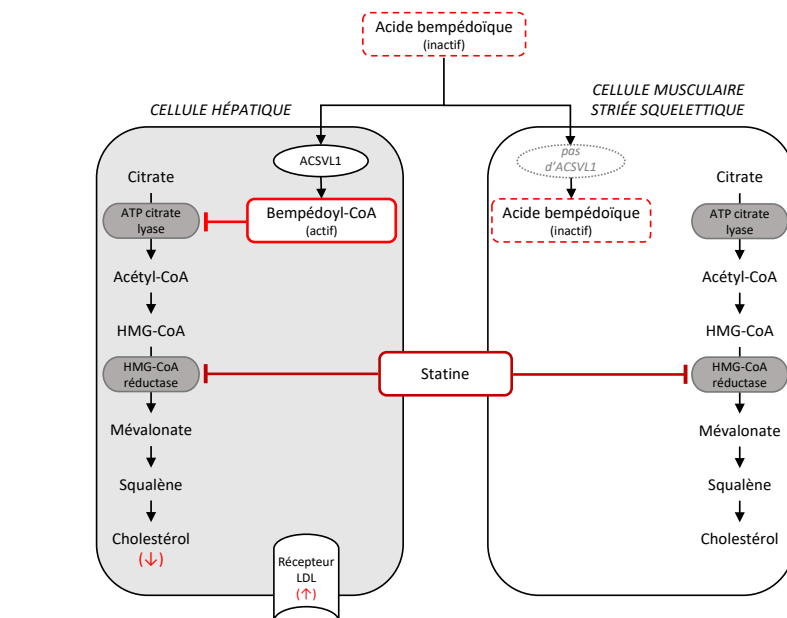 Acide bempédoïque
(inactif)
CELLULE HÉPATIQUE
CELLULE MUSCULAIRE
STRIÉE SQUELETTIQUE
ACSVL1
Citrate
ATP citrate
lyase
Bempédoyl-CoA
(actif)
Acétyl-CoA
HMG-CoA
HMG-CoA
réductase
Mévalonate
Squalène
Cholestérol
(↓)
Récepteur
LDL
(↑)
Statine
pas
d'ACSVL1
Acide bempédoïque
(inactif)
Citrate
ATP citrate
lyase
Acétyl-CoA
HMG-CoA
HMG-CoA
réductase
Mévalonate
Squalène
Cholestérol